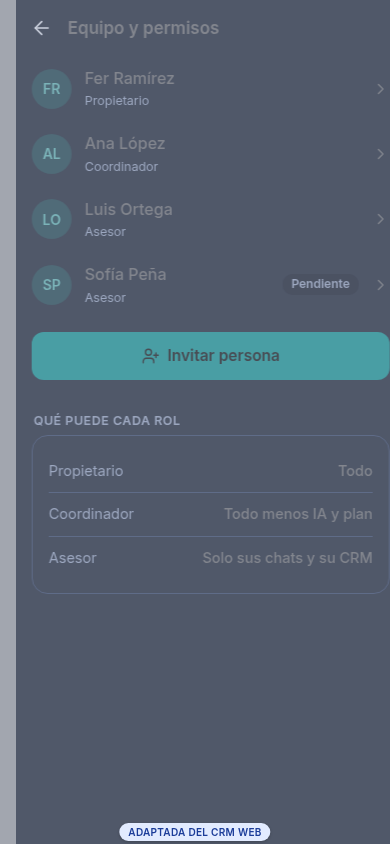 Equipo y permisos
FR
Fer Ramírez
Propietario
AL
Ana López
Coordinador
LO
Luis Ortega
Asesor
SP
Sofía Peña
Asesor
Pendiente
Invitar persona
QUÉ PUEDE CADA ROL
Propietario Todo
Coordinador Todo menos IA y plan
Asesor Solo sus chats y su CRM
ADAPTADA DEL CRM WEB